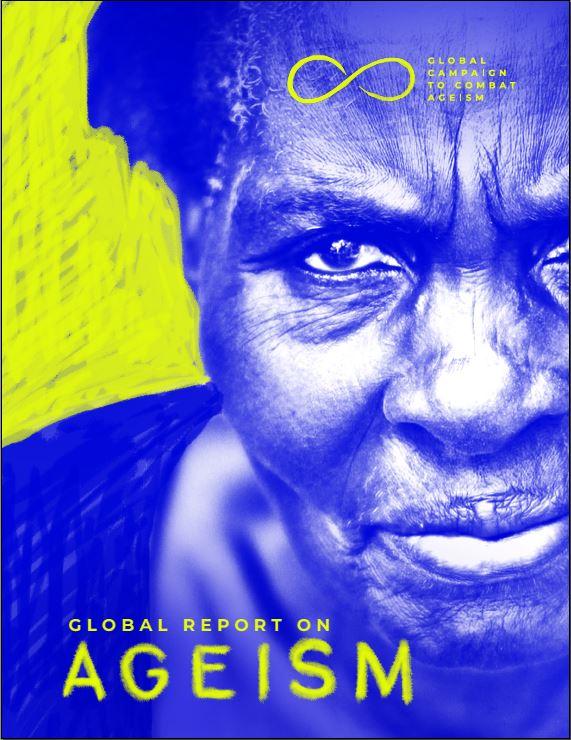 GLOBAL
CAMPAIGN
TO COMBAT
AGEISM
GLOBAL REPORT ON
AGEISM